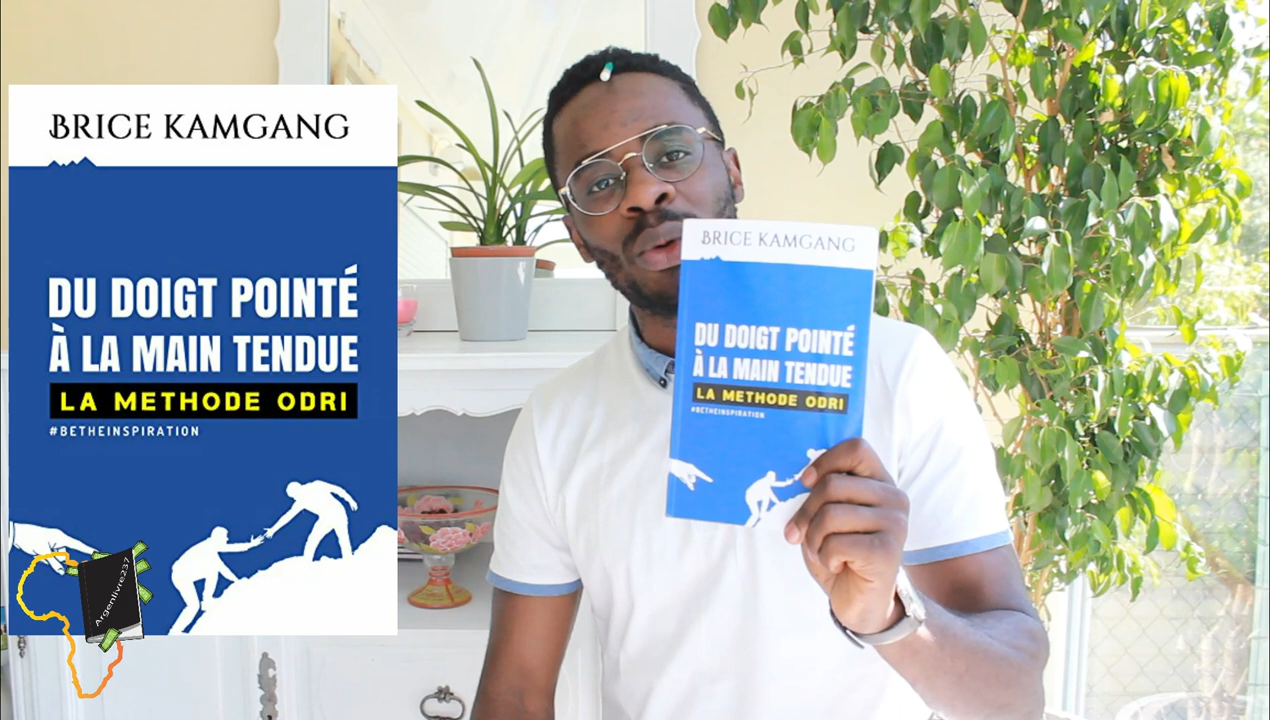 BRICE KAMGANG
DU DOIGT POINTÉ
À LA MAIN TENDUE
LA METHODE ODRI
#BETHEINSPIRATION
Argenlivre237
BRICE KAMGANG
DU DOIGT POINTÉ
À LA MAIN TENDUE
LA METHODE ODRI
#BETHEINSPIRATION